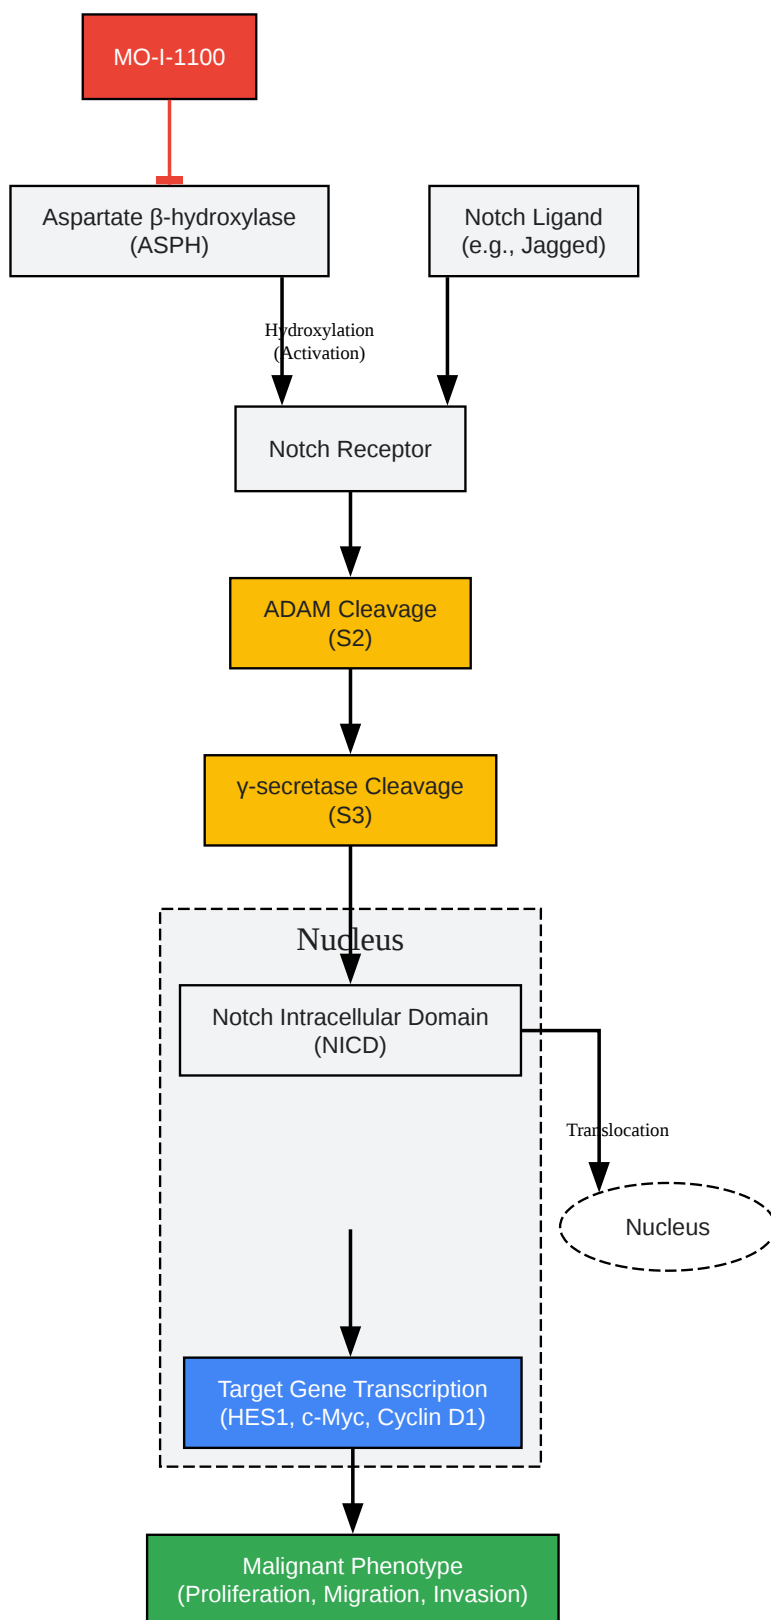 MO-I-1100
Aspartate β-hydroxylase
(ASPH)
Notch Ligand
(e.g., Jagged)
Hydroxylation
(Activation)
Notch Receptor
ADAM Cleavage
(S2)
γ-secretase Cleavage
(S3)
Nucleus
Notch Intracellular Domain
(NICD)
Translocation
Nucleus
Target Gene Transcription
(HES1, c-Myc, Cyclin D1)
Malignant Phenotype
(Proliferation, Migration, Invasion)